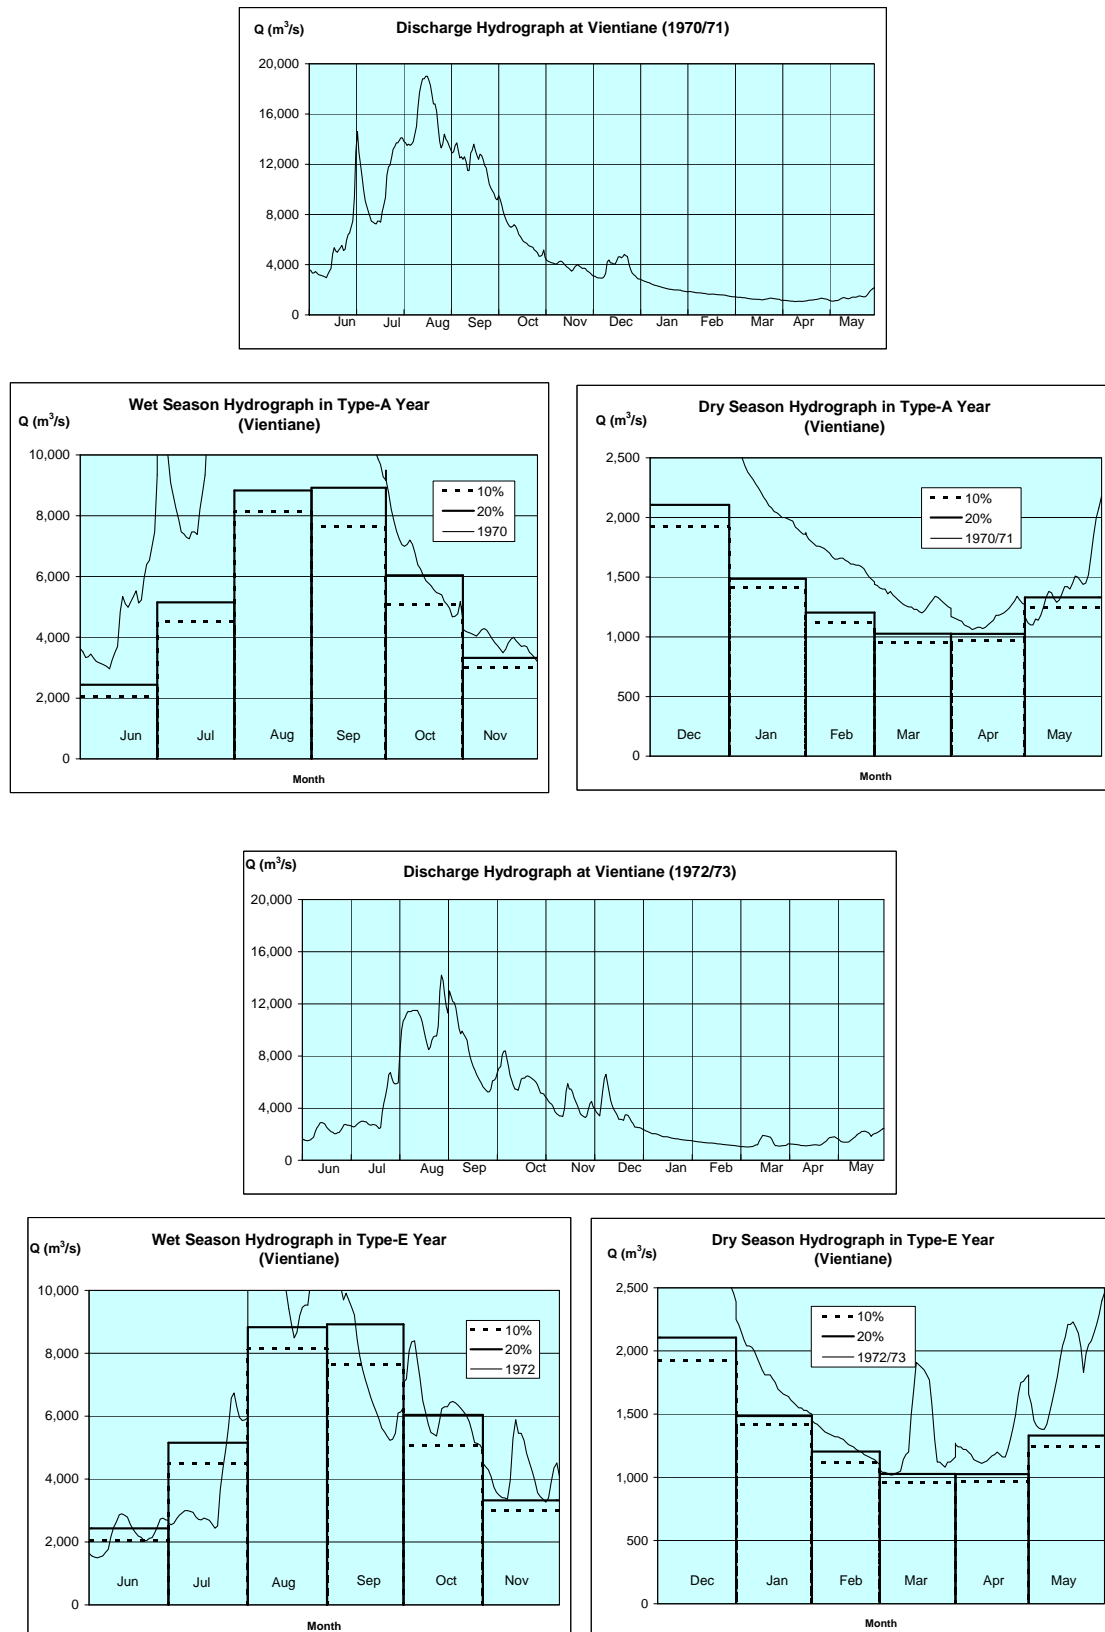 Q (m³/s)
Discharge Hydrograph at Vientiane (1970/71)
20,000
16,000
12,000
8,000
4,000
0
Jun Jul Aug Sep Oct Nov Dec Jan Feb Mar Apr May
Wet Season Hydrograph in Type-A Year
(Vientiane)
Q (m³/s)
10,000
8,000
6,000
4,000
2,000
0
10%
20%
1970
Jun Jul Aug Sep Oct Nov
Month
Dry Season Hydrograph in Type-A Year
(Vientiane)
Q (m³/s)
2,500
2,000
1,500
1,000
500
0
10%
20%
1970/71
Dec Jan Feb Mar Apr May
Month
Q (m³/s)
Discharge Hydrograph at Vientiane (1972/73)
20,000
16,000
12,000
8,000
4,000
0
Jun Jul Aug Sep Oct Nov Dec Jan Feb Mar Apr May
Wet Season Hydrograph in Type-E Year
(Vientiane)
Q (m³/s)
10,000
8,000
6,000
4,000
2,000
0
10%
20%
1972
Jun Jul Aug Sep Oct Nov
Month
Dry Season Hydrograph in Type-E Year
(Vientiane)
Q (m³/s)
2,500
2,000
1,500
1,000
500
0
10%
20%
1972/73
Dec Jan Feb Mar Apr May
Month